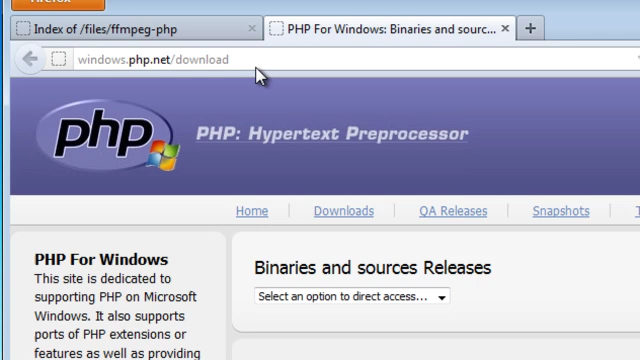 Index of /files/ffmpeg-php
PHP For Windows: Binaries and sourc...
windows.php.net/download
php
PHP: Hypertext Preprocessor
Home
Downloads
QA Releases
Snapshots
PHP For Windows
This site is dedicated to
supporting PHP on Microsoft
Windows. It also supports
ports of PHP extensions or
features as well as providing
Binaries and sources Releases
Select an option to direct access...